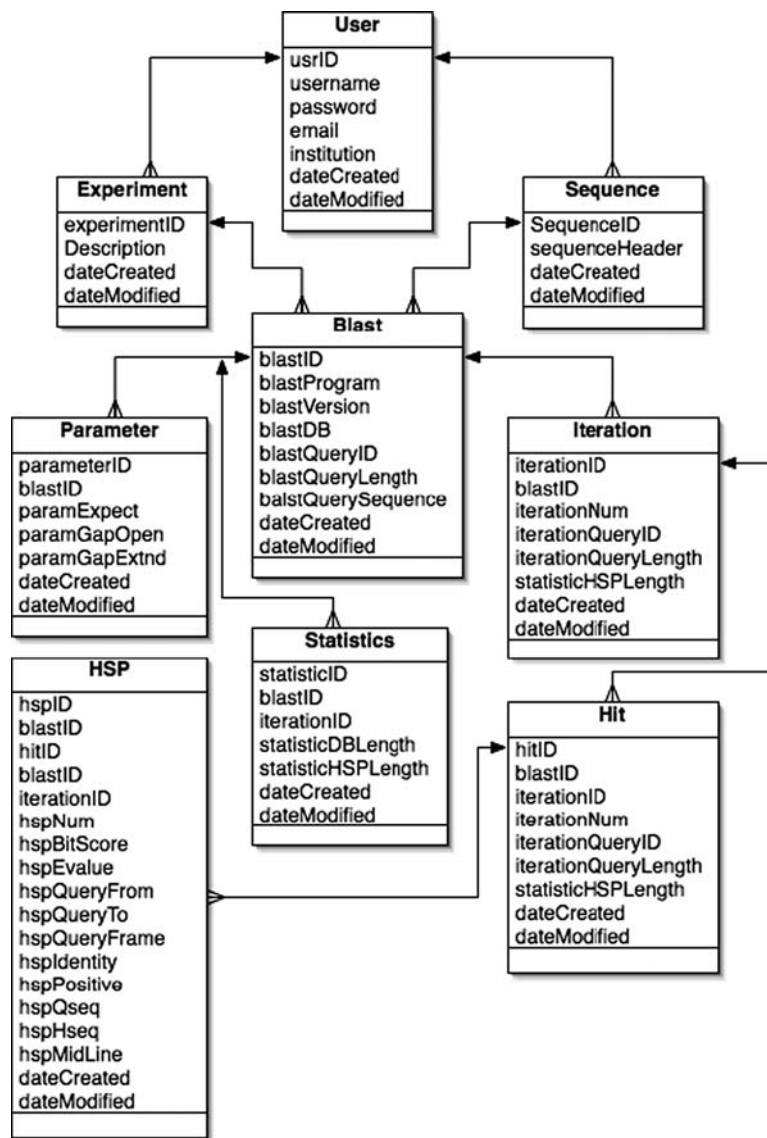 User
usrID
username
password
email
institution
dateCreated
dateModified
Experiment
experimentID
Description
dateCreated
dateModified
Sequence
SequenceID
sequenceHeader
dateCreated
dateModified
Blast
blastID
blastProgram
blastVersion
blastDB
blastQueryID
blastQueryLength
balstQuerySequence
dateCreated
dateModified
Parameter
parameterID
blastID
paramExpect
paramGapOpen
paramGapExtnd
dateCreated
dateModified
Iteration
iterationID
blastID
iterationNum
iterationQueryID
iterationQueryLength
statisticHSPLength
dateCreated
dateModified
Statistics
statisticID
blastID
iterationID
statisticDBLength
statisticHSPLength
dateCreated
dateModified
HSP
hspID
blastID
hitID
blastID
iterationID
hspNum
hspBitScore
hspEvalue
hspQueryFrom
hspQueryTo
hspQueryFrame
hspIdentity
hspPositive
hspQseq
hspHseq
hspMidLine
dateCreated
dateModified
Hit
hitID
blastID
iterationID
iterationNum
iterationQueryID
iterationQueryLength
statisticHSPLength
dateCreated
dateModified